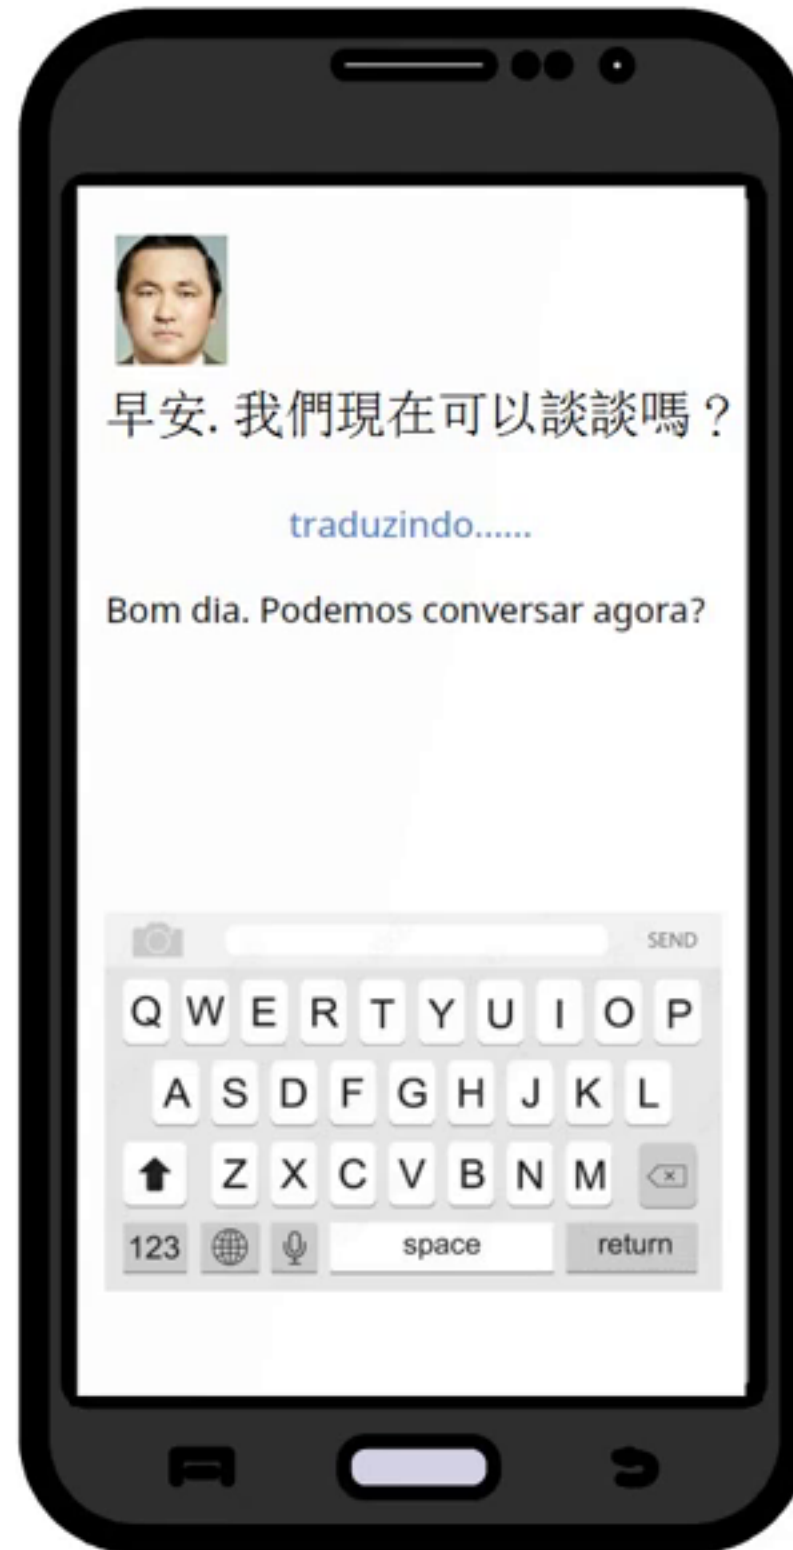 早安. 我們現在可以談談嗎？
traduzindo......
Bom dia. Podemos conversar agora?
SEND
Q W E R T Y U I O P
A S D F G H J K L
Z X C V B N M
123 space return